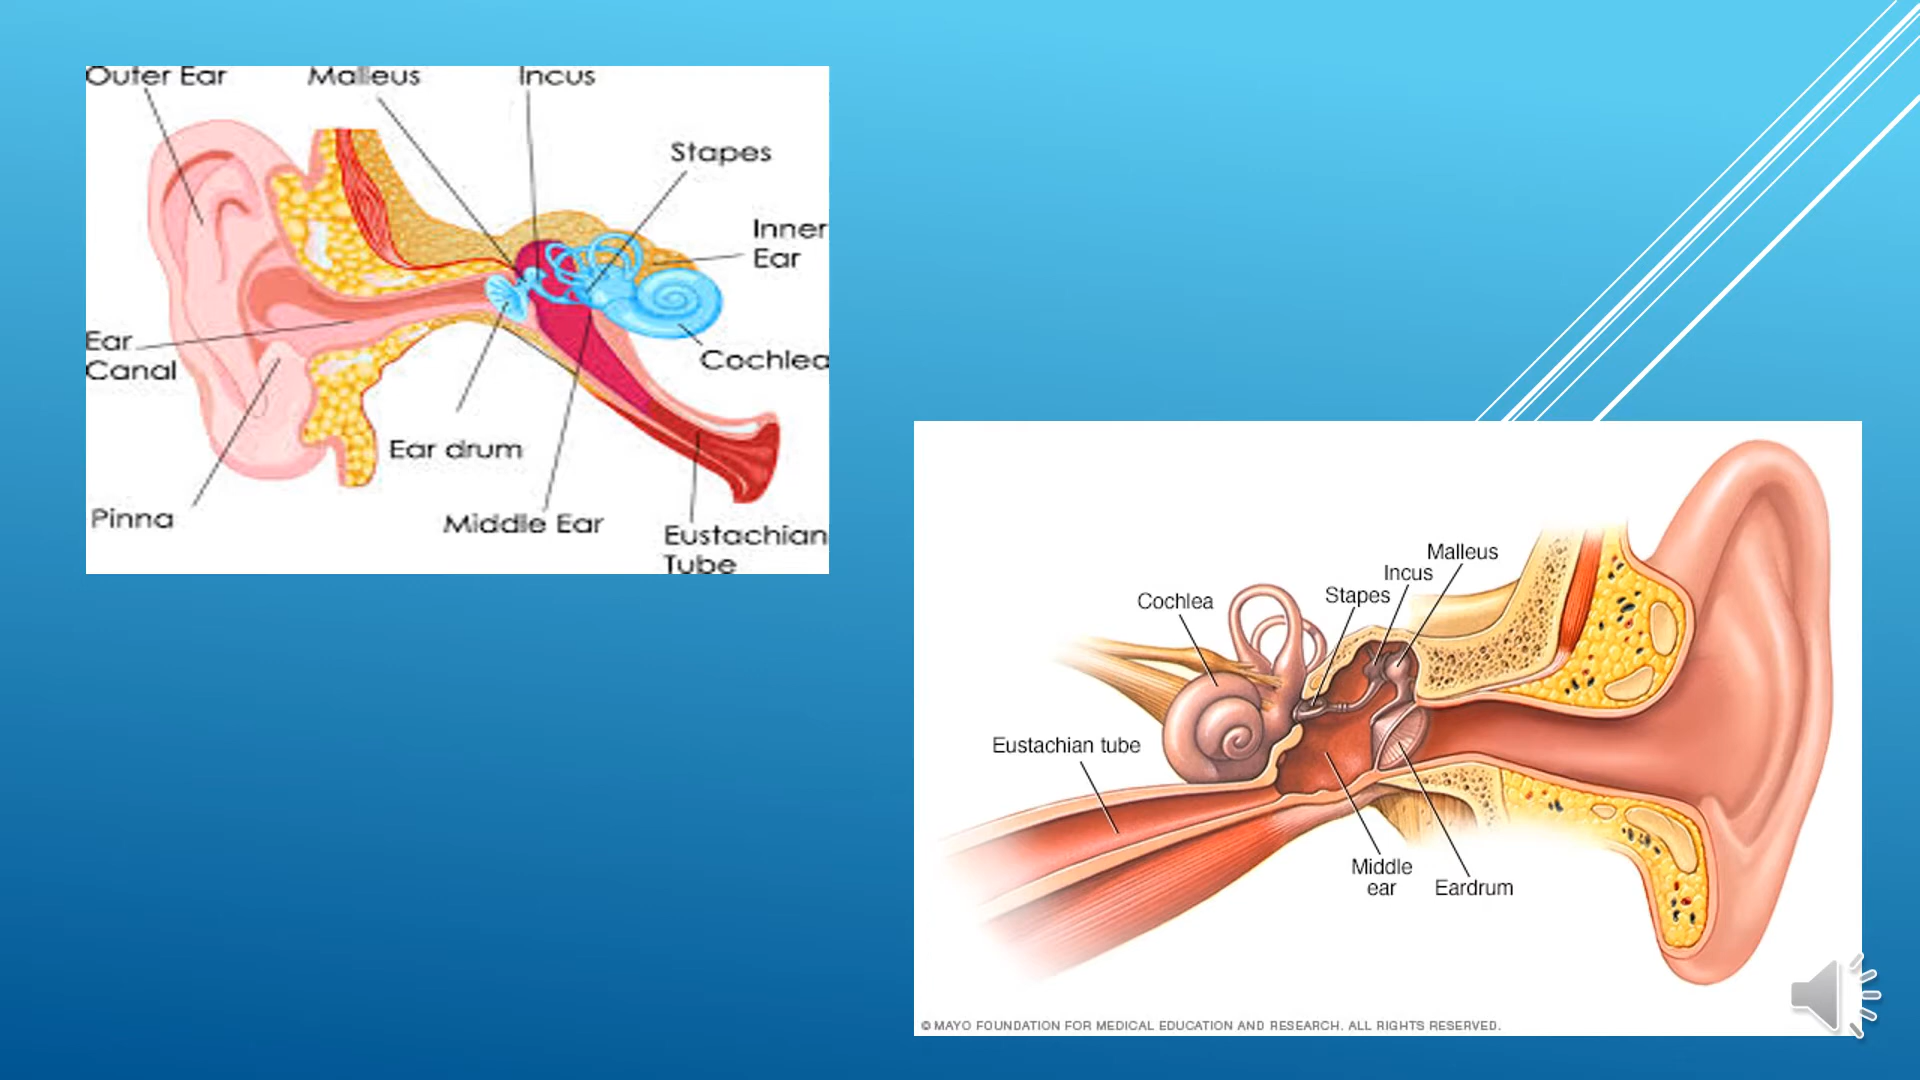 Outer Ear
Malleus
Incus
Stapes
Inner
Ear
Ear
Canal
Cochlea
Ear drum
Pinna
Middle Ear
Eustachian
Tube
Malleus
Incus
Stapes
Cochlea
Eustachian tube
Middle
ear
Eardrum
© MAYO FOUNDATION FOR MEDICAL EDUCATION AND RESEARCH. ALL RIGHTS RESERVED.